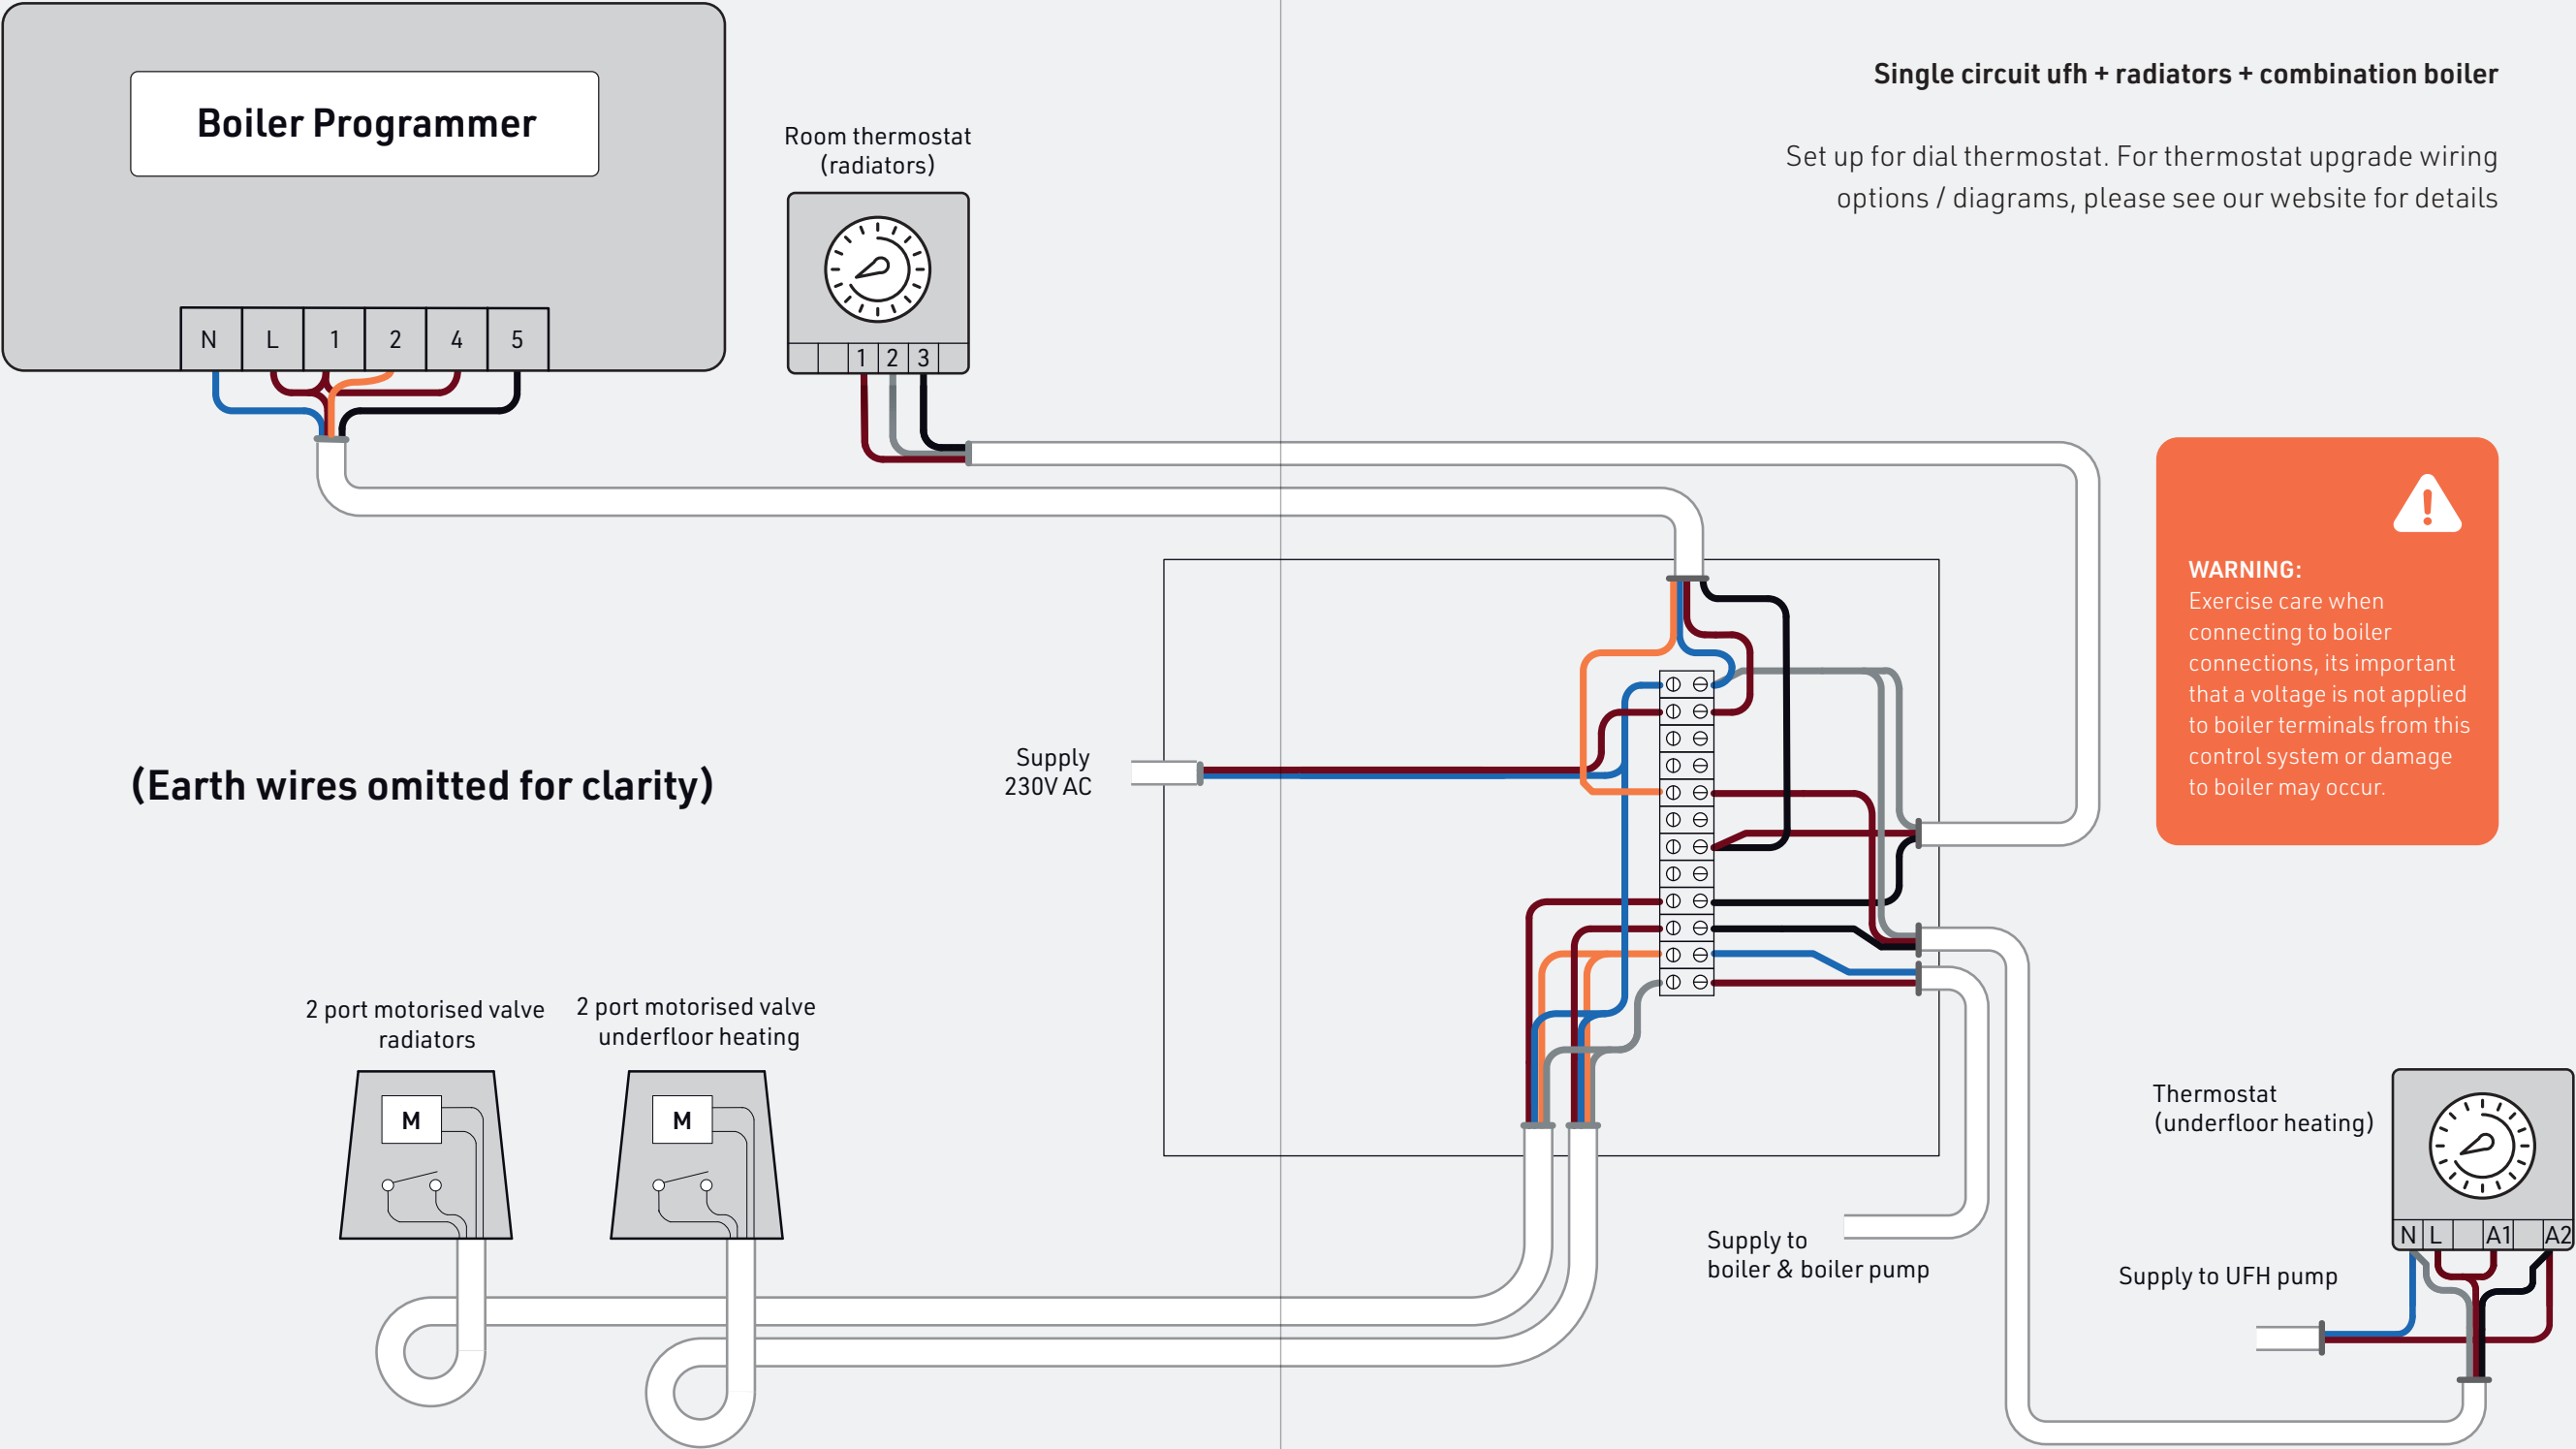 Single circuit ufh + radiators + combination boiler
Set up for dial thermostat. For thermostat upgrade wiring
options / diagrams, please see our website for details
Boiler Programmer
N L 1 2 4 5
Room thermostat
(radiators)
1 2 3
WARNING:
Exercise care when
connecting to boiler
connections, its important
that a voltage is not applied
to boiler terminals from this
control system or damage
to boiler may occur.
(Earth wires omitted for clarity)
Supply
230V AC
2 port motorised valve
radiators
M
2 port motorised valve
underfloor heating
M
Supply to
boiler & boiler pump
Thermostat
(underfloor heating)
N L A1 A2
Supply to UFH pump